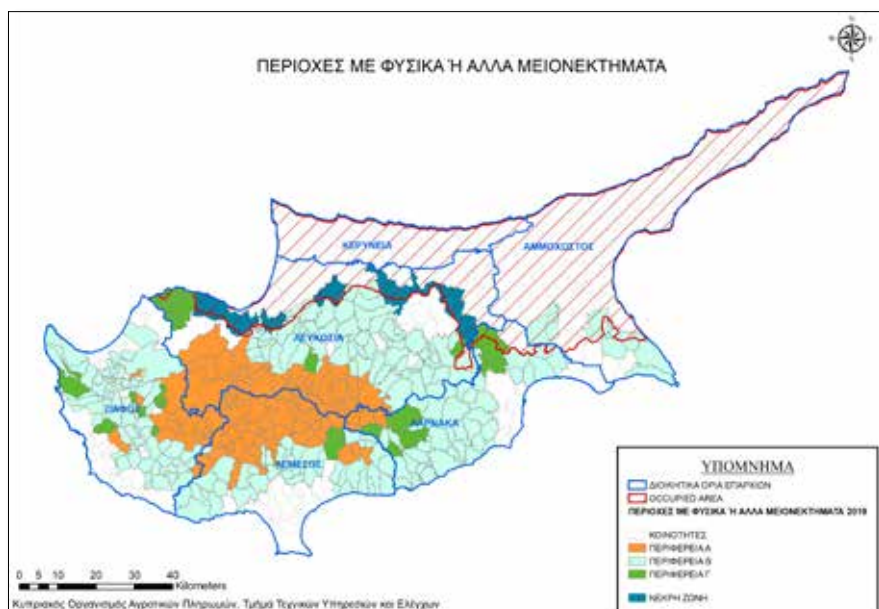 ΠΕΡΙΟΧΕΣ ΜΕ ΦΥΣΙΚΑ Ή ΑΛΛΑ ΜΕΙΟΝΕΚΤΗΜΑΤΑ
ΚΕΡΥΝΕΙΑ
ΑΜΜΟΧΩΣΤΟΣ
ΛΕΥΚΩΣΙΑ
ΠΑΦΟΣ
ΛΑΡΝΑΚΑ
ΛΕΜΕΣΟΣ
ΥΠΟΜΝΗΜΑ
ΔΙΟΙΚΗΤΙΚΑ ΟΡΙΑ ΕΠΑΡΧΙΩΝ
OCCUPIED AREA
ΠΕΡΙΟΧΕΣ ΜΕ ΦΥΣΙΚΑ Ή ΑΛΛΑ ΜΕΙΟΝΕΚΤΗΜΑΤΑ 2019
ΚΟΙΝΟΤΗΤΕΣ
ΠΕΡΙΦΕΡΕΙΑ Α
ΠΕΡΙΦΕΡΕΙΑ Β
ΠΕΡΙΦΕΡΕΙΑ Γ
ΝΕΚΡΗ ΖΩΝΗ
0 5 10 20 30 40
Kilometers
Κυπριακός Οργανισμός Αγροτικών Πληρωμών, Τμήμα Τεχνικών Υπηρεσιών και Ελέγχων